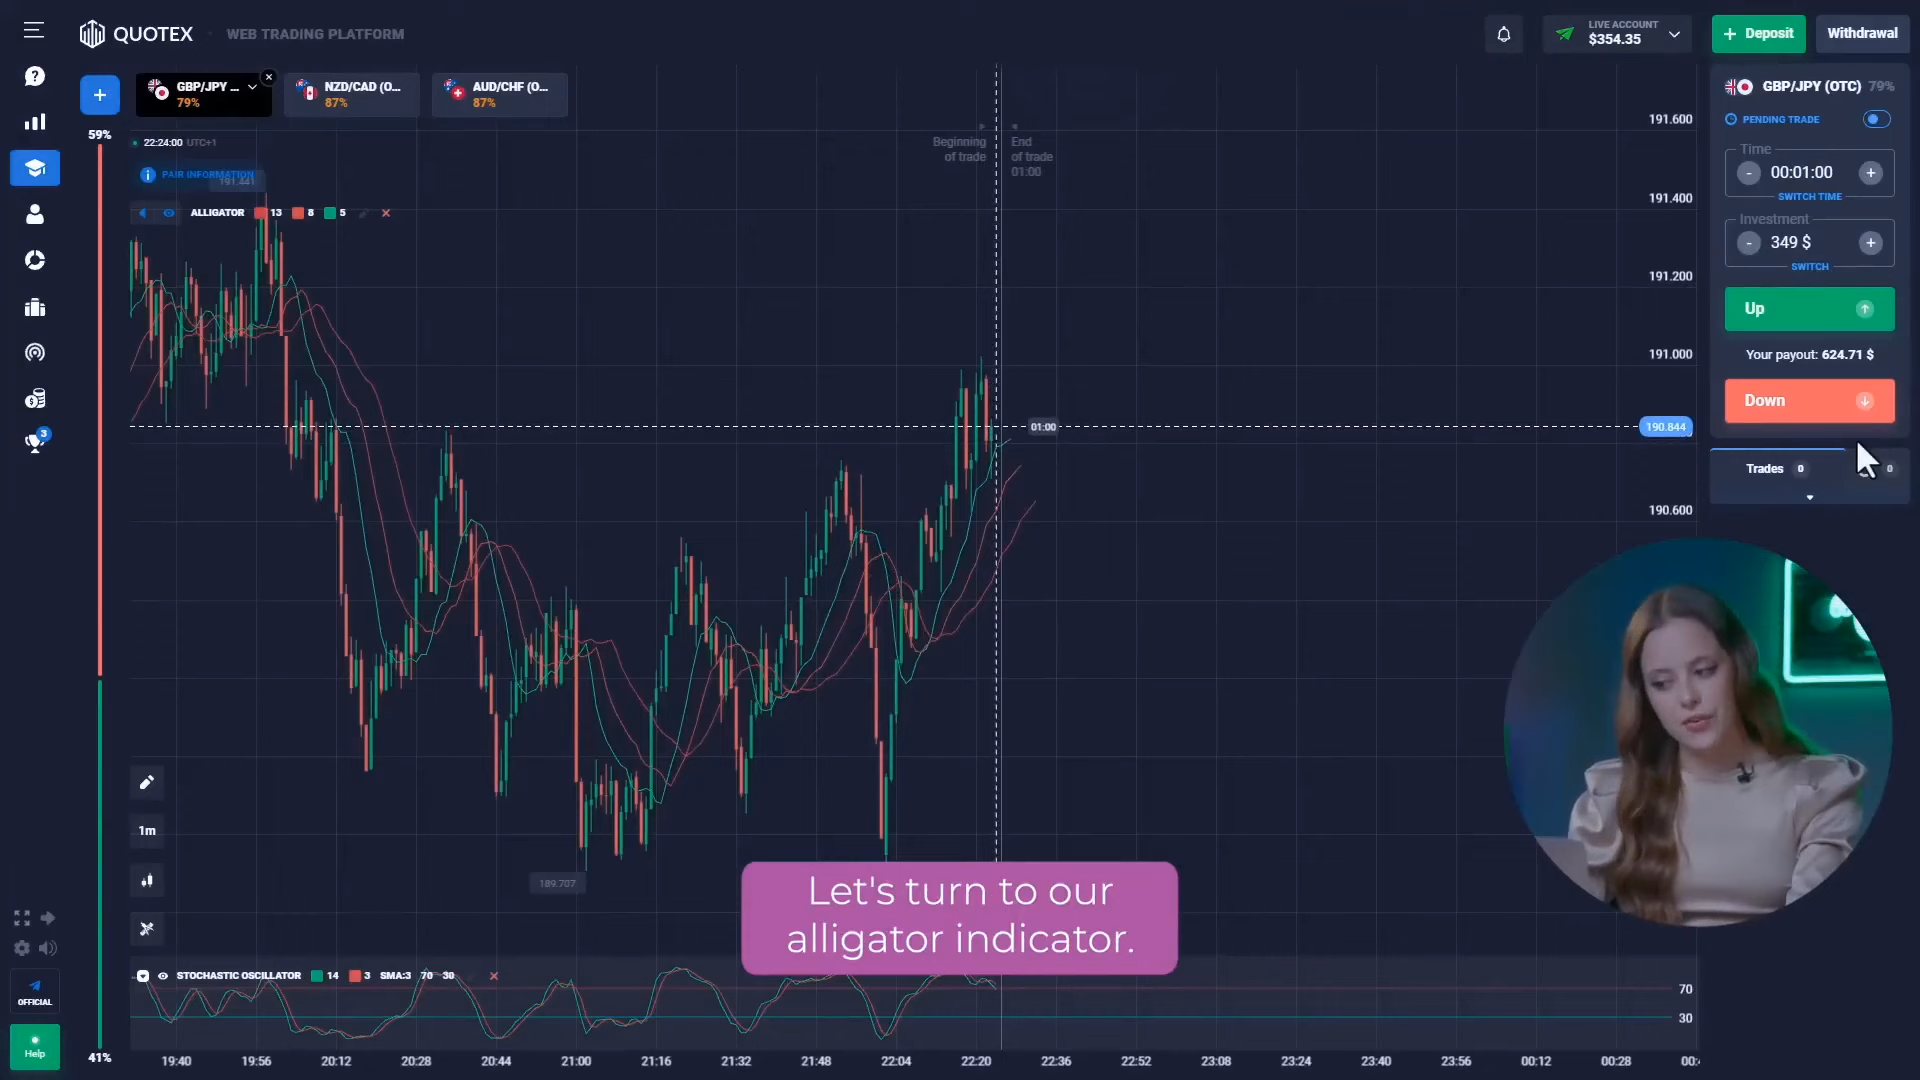 QUOTEX
WEB TRADING PLATFORM
LIVE ACCOUNT
$354.35
Deposit
Withdrawal
GBP/JPY ...
79%
NZD/CAD (O...
87%
AUD/CHF (O...
87%
59%
22:24:00 UTC+1
PAIR INFORMATION
191.441
ALLIGATOR 13 8 5
Beginning
of trade
End
of trade
01:00
191.600
191.400
191.200
191.000
190.844
190.600
01:00
GBP/JPY (OTC) 79%
PENDING TRADE
Time
- 00:01:00 +
SWITCH TIME
Investment
- 349 $ +
SWITCH
Up
Your payout: 624.71 $
Down
Trades 0
0
3
1m
189.707
Let's turn to our
alligator indicator.
STOCHASTIC OSCILLATOR 14 3 SMA:3 70 30
70
30
OFFICIAL
Help
41%
19:40 19:56 20:12 20:28 20:44 21:00 21:16 21:32 21:48 22:04 22:20 22:36 22:52 23:08 23:24 23:40 23:56 00:12 00:28